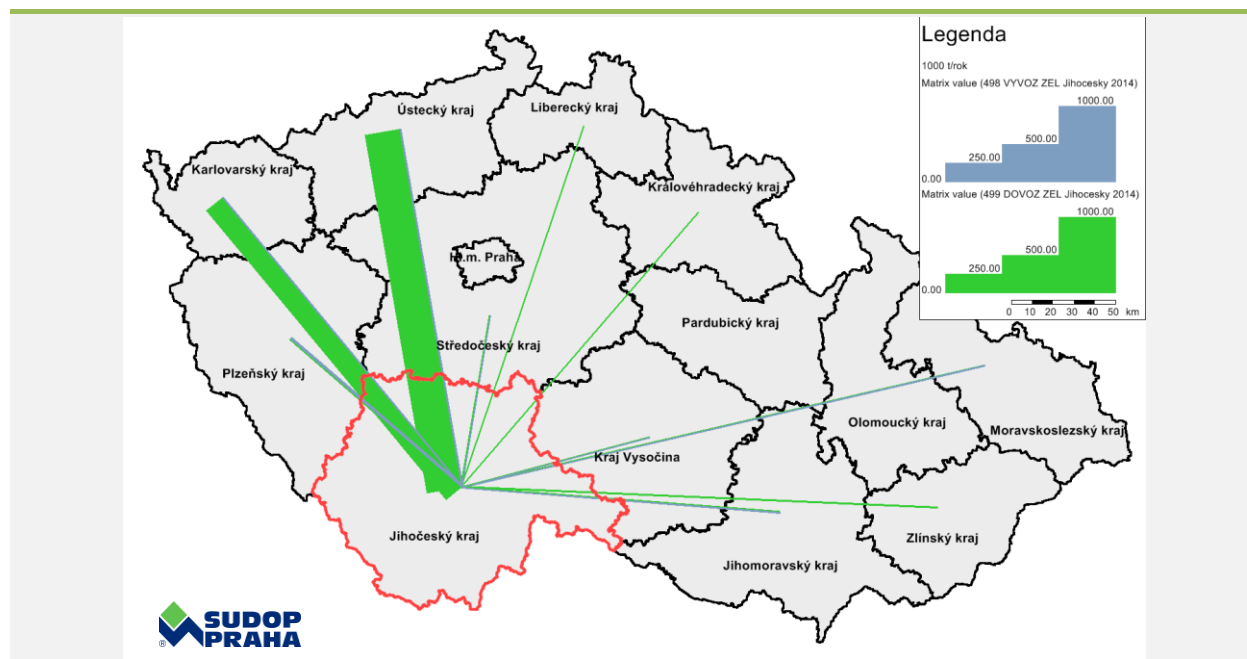 Legenda
1000 t/rok
Matrix value (498 VYVOZ ZEL Jihocesky 2014)
1000.00
500.00
250.00
0.00
Matrix value (499 DOVOZ ZEL Jihocesky 2014)
1000.00
500.00
250.00
0.00
0 10 20 30 40 50 km
Ústecký kraj
Liberecký kraj
Karlovarský kraj
Královéhradecký kraj
Hl.m. Praha
Pardubický kraj
Středočeský kraj
Plzeňský kraj
Olomoucký kraj
Moravskoslezský kraj
Kraj Vysočina
Jihočeský kraj
Zlínský kraj
Jihomoravský kraj
SUDOP
PRAHA
®